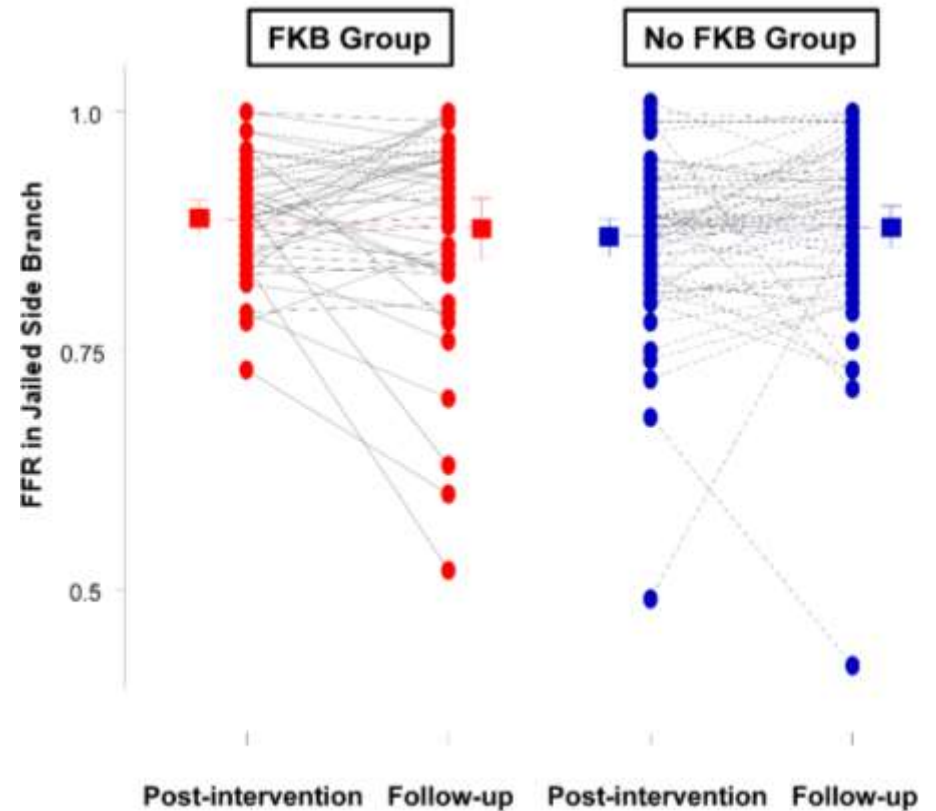 FKB Group
No FKB Group
FFR in Jailed Side Branch
1.0
0.75
0.5
Post-intervention Follow-up Post-intervention Follow-up